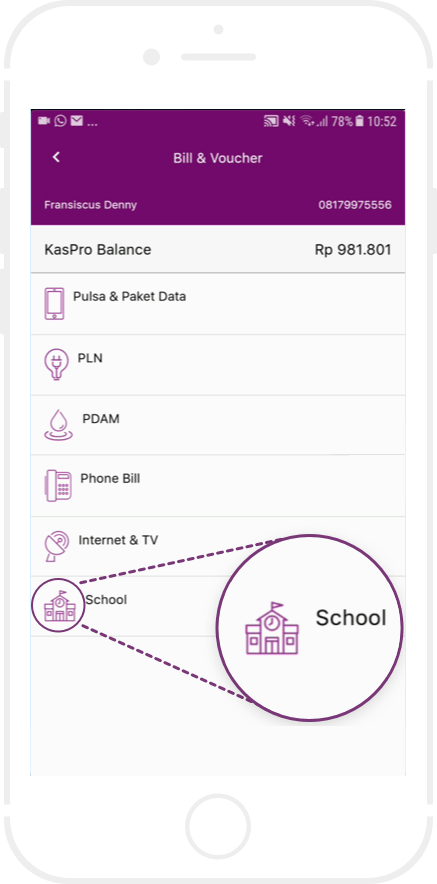 ... 78% 10:52
Bill & Voucher
Fransiscus Denny 08179975556
KasPro Balance Rp 981.801
Pulsa & Paket Data
PLN
PDAM
Phone Bill
Internet & TV
School
School